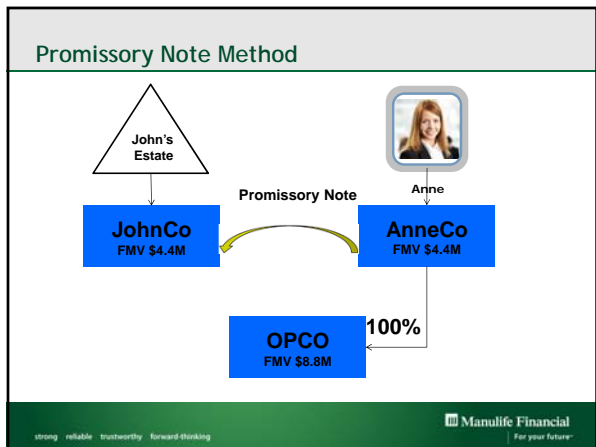 Promissory Note Method
John's
Estate
Anne
Promissory Note
JohnCo
FMV $4.4M
AnneCo
FMV $4.4M
100%
OPCO
FMV $8.8M
strong reliable trustworthy forward-thinking
Manulife Financial
For your future™